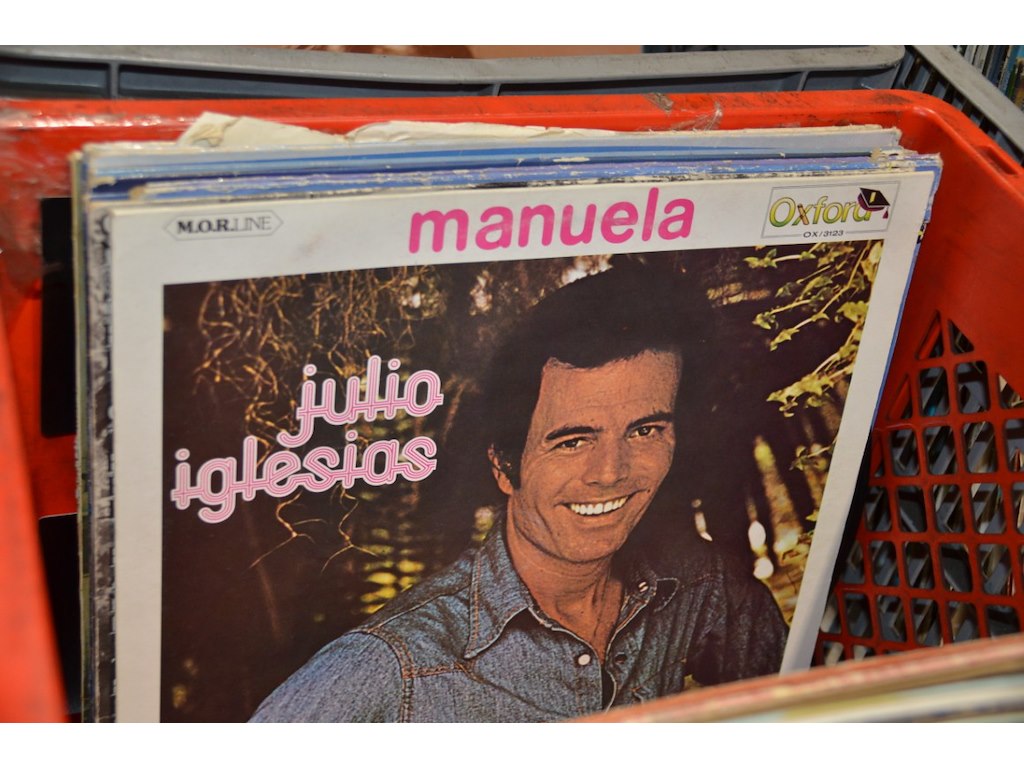 M.O.R.LINE
manuela
Oxford
OX/3123
julio
iglesias